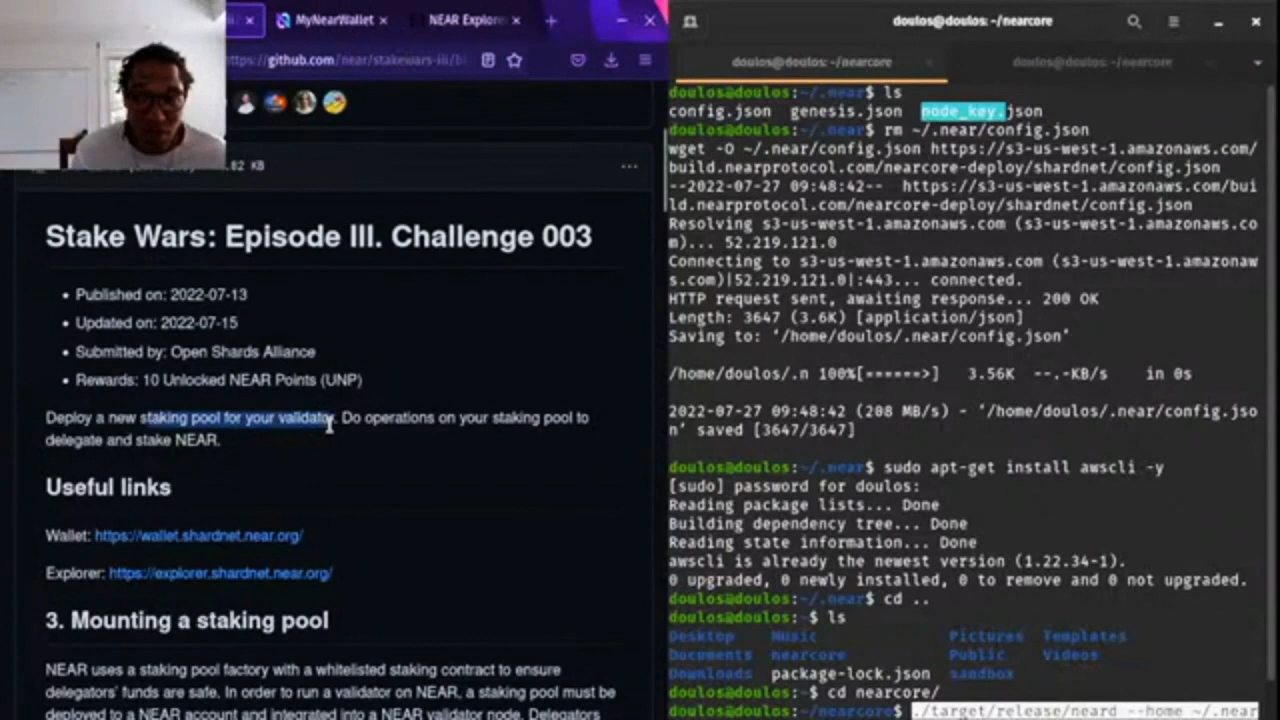 MyNearWallet ×
NEAR Explore ×
https://github.com/near/stakewars-iii/bl
82 KB
Stake Wars: Episode III. Challenge 003
• Published on: 2022-07-13
• Updated on: 2022-07-15
• Submitted by: Open Shards Alliance
• Rewards: 10 Unlocked NEAR Points (UNP)
Deploy a new staking pool for your validator. Do operations on your staking pool to
delegate and stake NEAR.
Useful links
Wallet: https://wallet.shardnet.near.org/
Explorer: https://explorer.shardnet.near.org/
3. Mounting a staking pool
NEAR uses a staking pool factory with a whitelisted staking contract to ensure
delegators' funds are safe. In order to run a validator on NEAR, a staking pool must be
deployed to a NEAR account and integrated into a NEAR validator node. Delegators
doulos@doulos: ~/nearcore
doulos@doulos: ~/nearcore
doulos@doulos: ~/nearcore
doulos@doulos:~/.near$ ls
config.json genesis.json node_key.json
doulos@doulos:~/.near$ rm ~/.near/config.json
wget -O ~/.near/config.json https://s3-us-west-1.amazonaws.com/
build.nearprotocol.com/nearcore-deploy/shardnet/config.json
--2022-07-27 09:48:42-- https://s3-us-west-1.amazonaws.com/bui
ld.nearprotocol.com/nearcore-deploy/shardnet/config.json
Resolving s3-us-west-1.amazonaws.com (s3-us-west-1.amazonaws.co
m)... 52.219.121.0
Connecting to s3-us-west-1.amazonaws.com (s3-us-west-1.amazonaw
s.com)|52.219.121.0|:443... connected.
HTTP request sent, awaiting response... 200 OK
Length: 3647 (3.6K) [application/json]
Saving to: ‘/home/doulos/.near/config.json’
/home/doulos/.n 100%[======>] 3.56K --.-KB/s in 0s
2022-07-27 09:48:42 (208 MB/s) - ‘/home/doulos/.near/config.jso
n’ saved [3647/3647]
doulos@doulos:~/.near$ sudo apt-get install awscli -y
[sudo] password for doulos:
Reading package lists... Done
Building dependency tree... Done
Reading state information... Done
awscli is already the newest version (1.22.34-1).
0 upgraded, 0 newly installed, 0 to remove and 0 not upgraded.
doulos@doulos:~/.near$ cd ..
doulos@doulos:~$ ls
Desktop Music Pictures Templates
Documents nearcore Public Videos
Downloads package-lock.json sandbox
doulos@doulos:~$ cd nearcore/
doulos@doulos:~/nearcore$ ./target/release/neard --home ~/.near